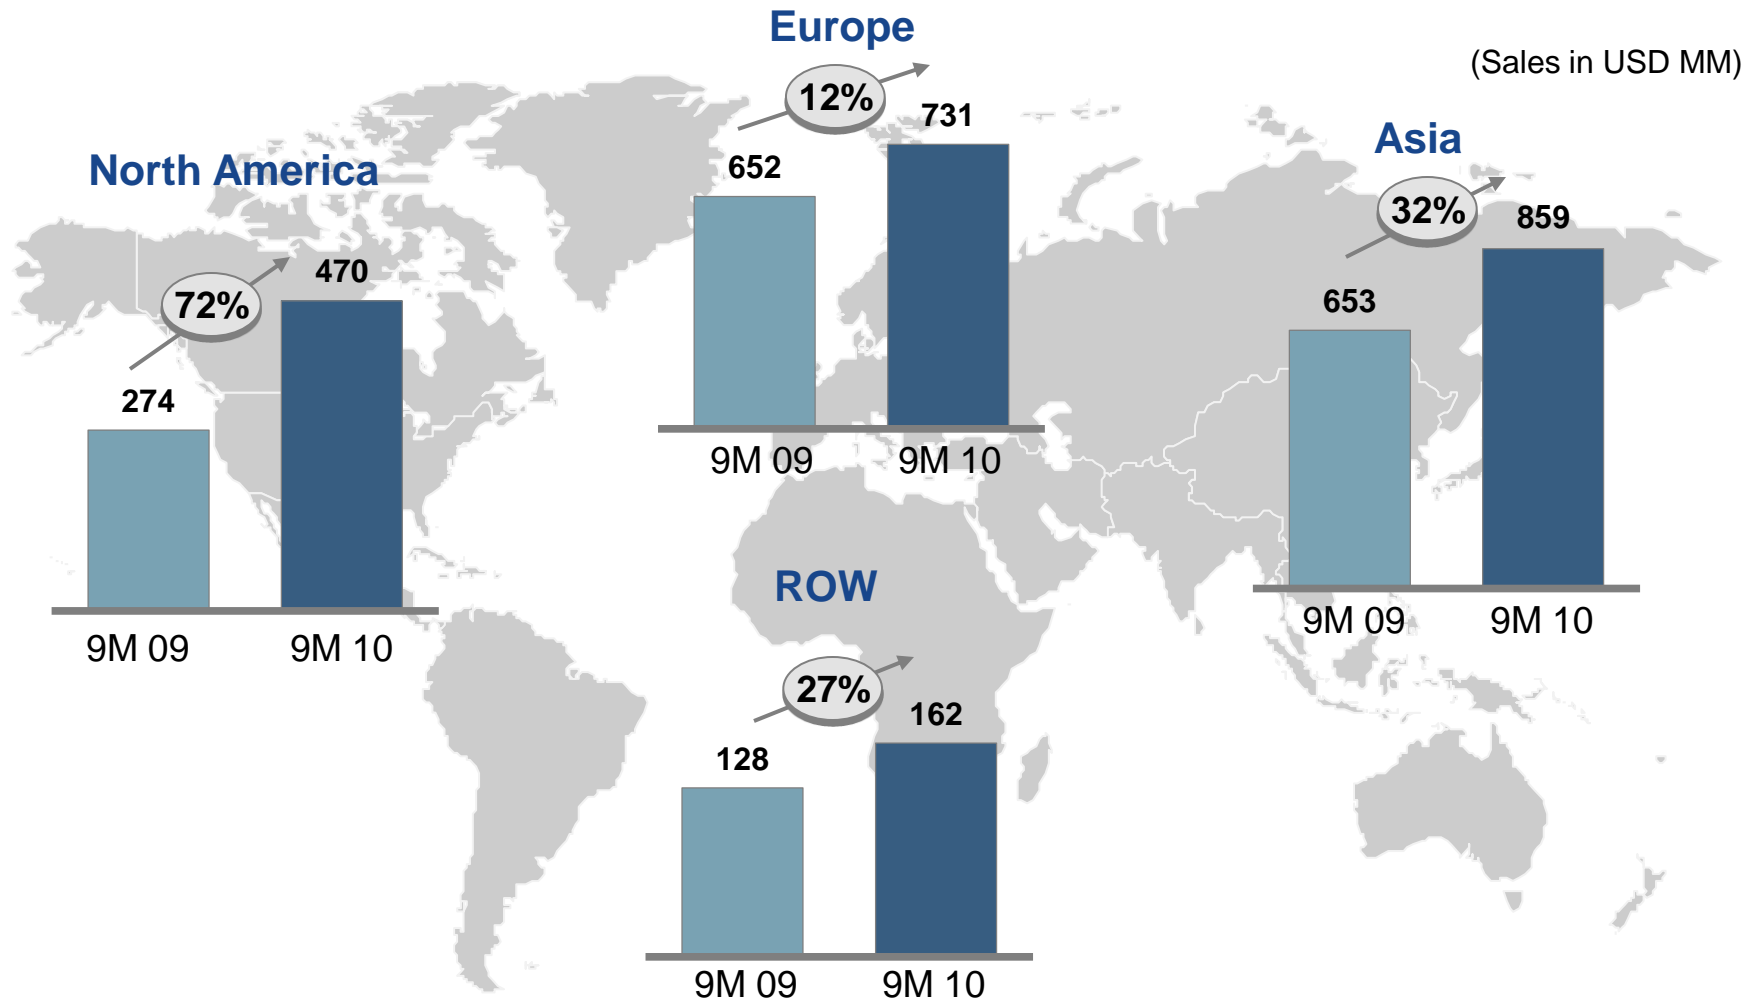 (Sales in USD MM)
North America
72%
274
470
9M 09
9M 10
Europe
12%
652
731
9M 09
9M 10
Asia
32%
653
859
9M 09
9M 10
ROW
27%
128
162
9M 09
9M 10